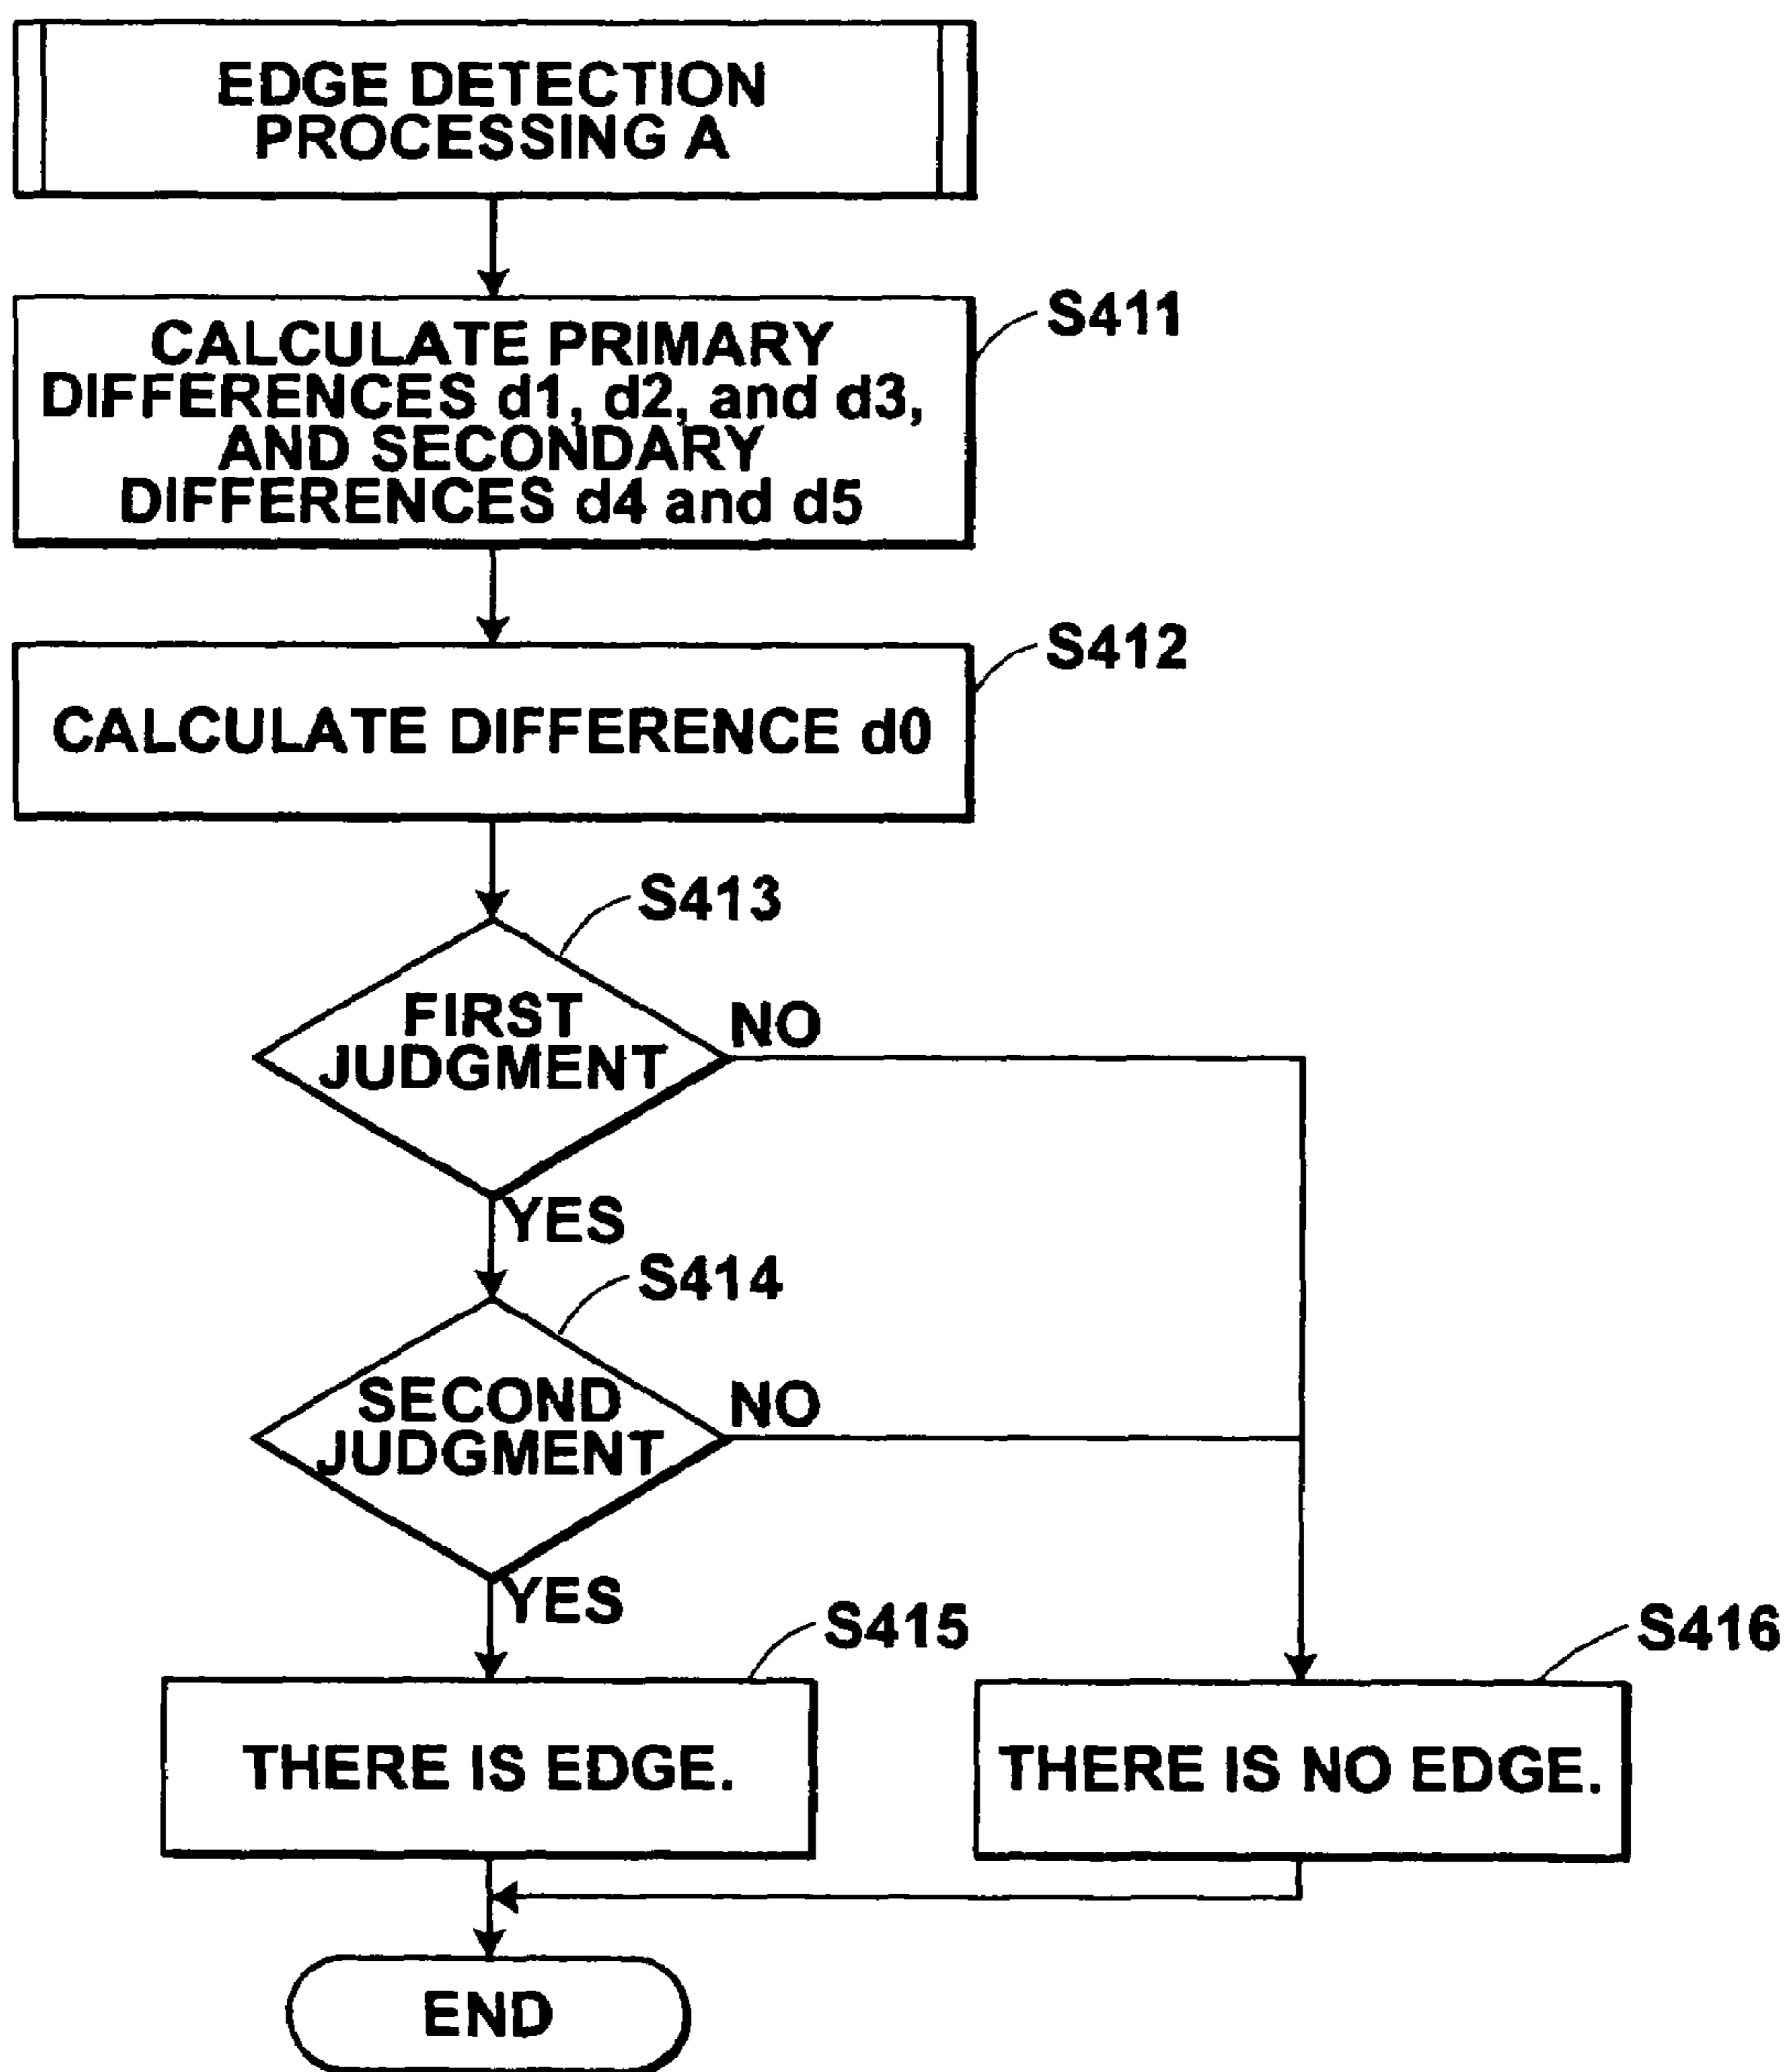 EDGE DETECTION
PROCESSING A
S411
CALCULATE PRIMARY
DIFFERENCES d1, d2, and d3,
AND SECONDARY
DIFFERENCES d4 and d5
S412
CALCULATE DIFFERENCE d0
S413
FIRST
JUDGMENT
NO
YES
S414
SECOND
JUDGMENT
NO
YES
S415
S416
THERE IS EDGE.
THERE IS NO EDGE.
END